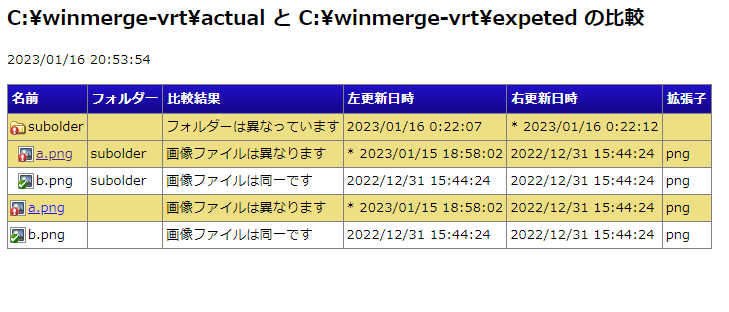 C:¥winmerge-vrt¥actual と C:¥winmerge-vrt¥expeted の比較
2023/01/16 20:53:54
名前 フォルダー 比較結果 左更新日時 右更新日時 拡張子
subolder フォルダーは異なっています 2023/01/16 0:22:07 * 2023/01/16 0:22:12
a.png subolder 画像ファイルは異なります * 2023/01/15 18:58:02 2022/12/31 15:44:24 png
b.png subolder 画像ファイルは同一です 2022/12/31 15:44:24 2022/12/31 15:44:24 png
a.png 画像ファイルは異なります * 2023/01/15 18:58:02 2022/12/31 15:44:24 png
b.png 画像ファイルは同一です 2022/12/31 15:44:24 2022/12/31 15:44:24 png